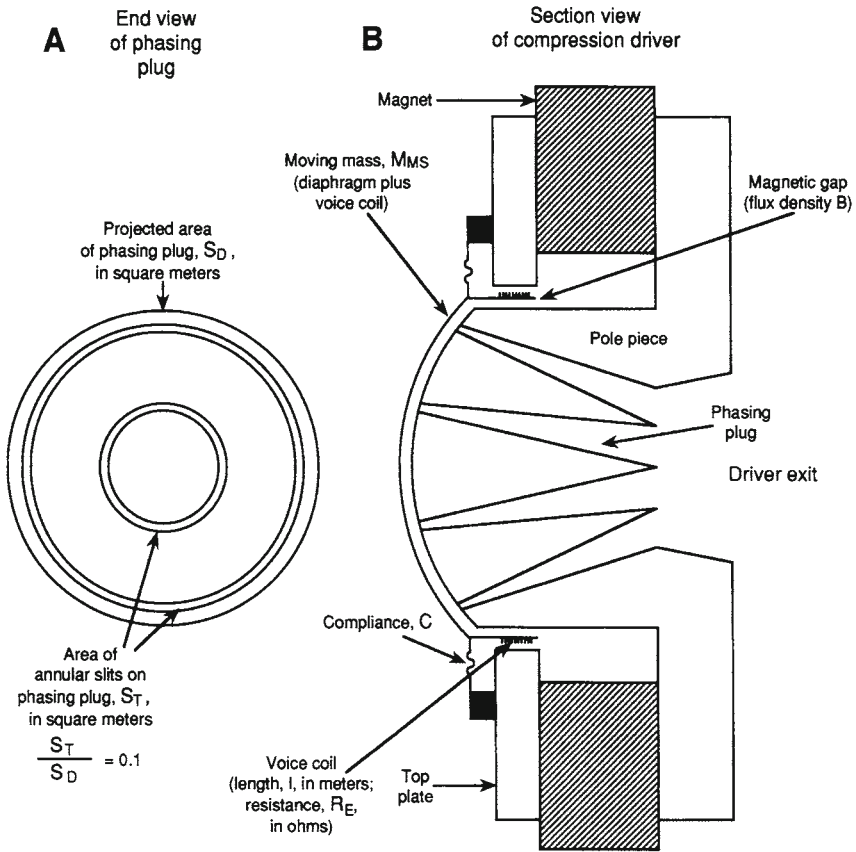 A
End view
of phasing
plug
B
Section view
of compression driver
Magnet
Moving mass, MMS
(diaphragm plus
voice coil)
Magnetic gap
(flux density B)
Projected area
of phasing plug, SD ,
in square meters
Pole piece
Phasing
plug
Driver exit
Compliance, C
Area of
annular slits on
phasing plug, ST ,
in square meters
ST
SD
= 0.1
Voice coil
(length, l, in meters;
resistance, RE,
in ohms)
Top
plate